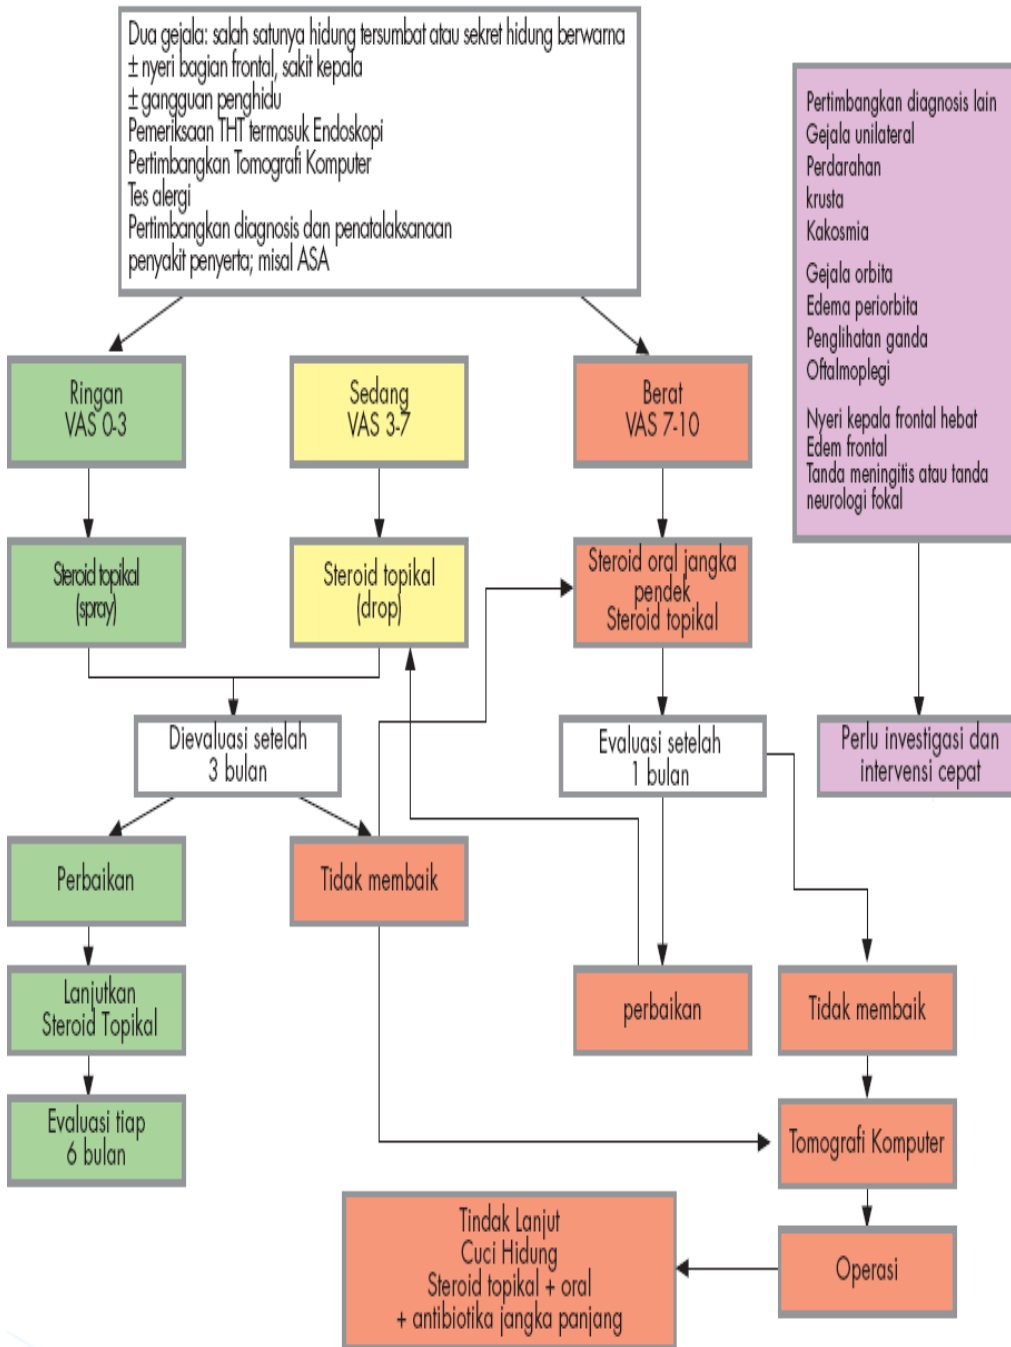 Dua gejala: salah satunya hidung tersumbat atau sekret hidung berwarna
± nyeri bagian frontal, sakit kepala
± gangguan penghidu
Pemeriksaan THT termasuk Endoskopi
Pertimbangkan Tomografi Komputer
Tes alergi
Pertimbangkan diagnosis dan penatalaksanaan
penyakit penyerta; misal ASA
Pertimbangkan diagnosis lain
Gejala unilateral
Perdarahan
krusta
Kakosmia
Gejala orbita
Edema periorbita
Penglihatan ganda
Oftalmoplegi
Nyeri kepala frontal hebat
Edem frontal
Tanda meningitis atau tanda
neurologi fokal
Ringan
VAS 0-3
Sedang
VAS 3-7
Berat
VAS 7-10
Steroid topikal
(spray)
Steroid topikal
(drop)
Steroid oral jangka
pendek
Steroid topikal
Dievaluasi setelah
3 bulan
Evaluasi setelah
1 bulan
Perlu investigasi dan
intervensi cepat
Perbaikan
Tidak membaik
Lanjutkan
Steroid Topikal
perbaikan
Tidak membaik
Evaluasi tiap
6 bulan
Tomografi Komputer
Tindak Lanjut
Cuci Hidung
Steroid topikal + oral
+ antibiotika jangka panjang
Operasi